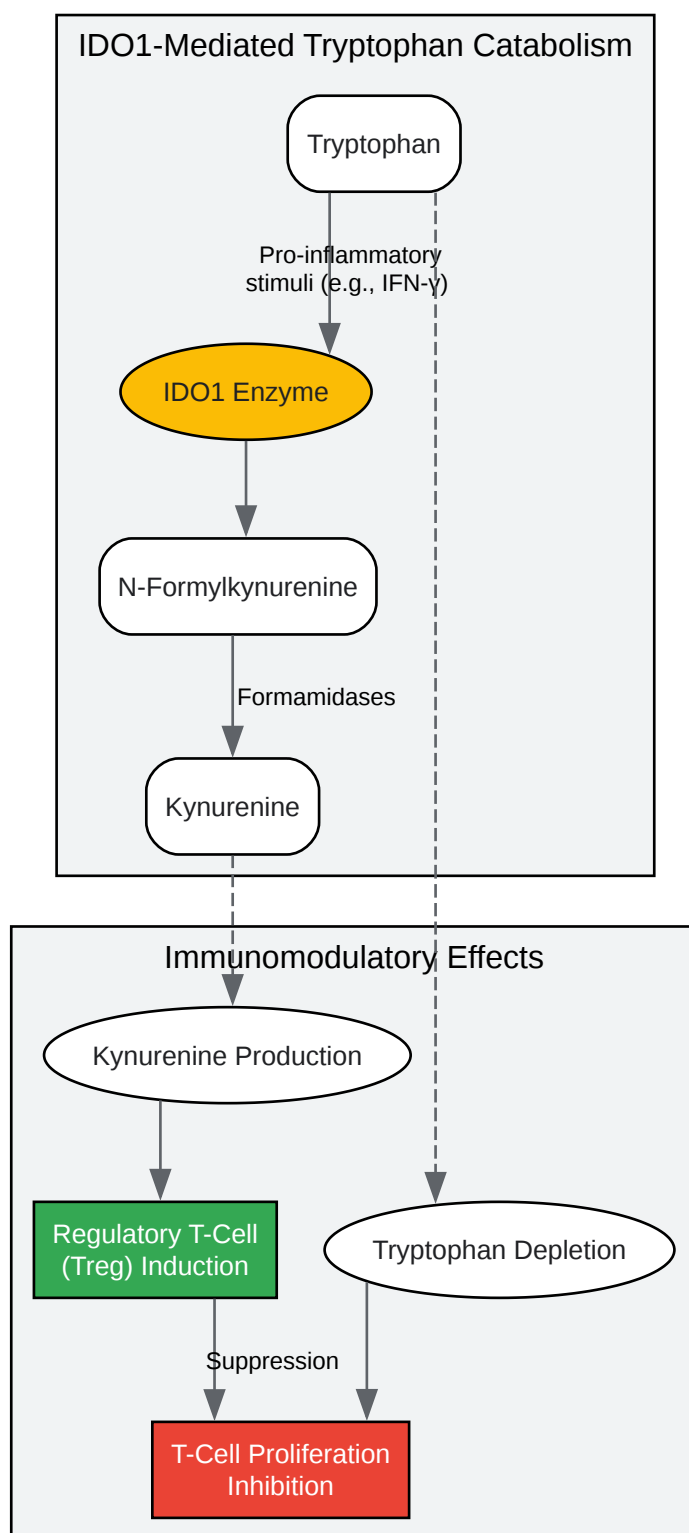 IDO1-Mediated Tryptophan Catabolism
Tryptophan
Pro-inflammatory
stimuli (e.g., IFN-γ)
IDO1 Enzyme
N-Formylkynurenine
Formamidases
Kynurenine
Immunomodulatory Effects
Kynurenine Production
Regulatory T-Cell
(Treg) Induction
Tryptophan Depletion
Suppression
T-Cell Proliferation
Inhibition